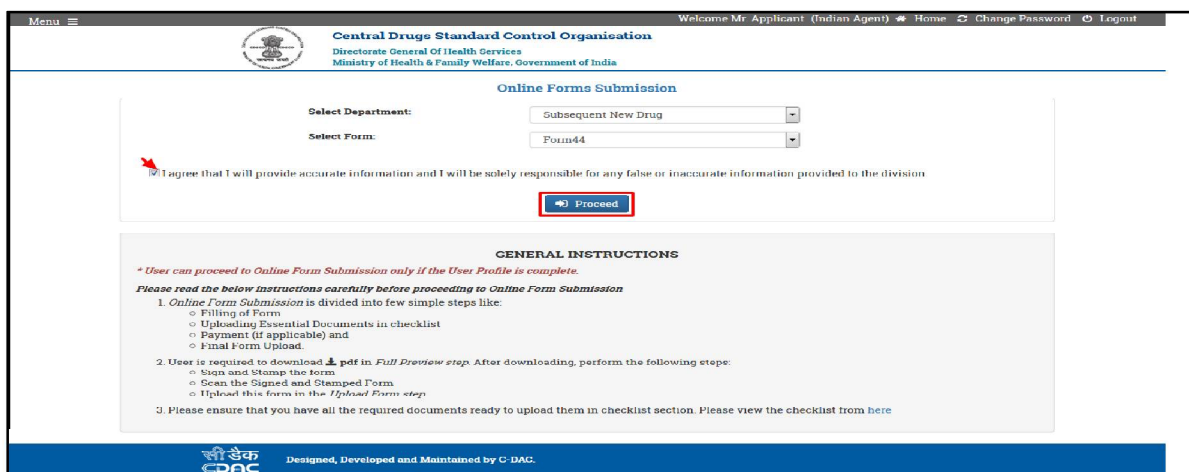 Menu
Welcome Mr. Applicant (Indian Agent) Home Change Password Logout
Central Drugs Standard Control Organisation
Directorate General Of Health Services
Ministry of Health & Family Welfare, Government of India
Online Forms Submission
Select Department: Subsequent New Drug
Select Form: Form44
I agree that I will provide accurate information and I will be solely responsible for any false or inaccurate information provided to the division
Proceed
GENERAL INSTRUCTIONS
* User can proceed to Online Form Submission only if the User Profile is complete.
Please read the below instructions carefully before proceeding to Online Form Submission
1. Online Form Submission is divided into few simple steps like:
○ Filling of Form
○ Uploading Essential Documents in checklist
○ Payment (if applicable) and
○ Final Form Upload.
2. User is required to download pdf in Full Preview step. After downloading, perform the following steps:
○ Sign and Stamp the form
○ Scan the Signed and Stamped Form
○ Upload this form in the Upload Form step
3. Please ensure that you have all the required documents ready to upload them in checklist section. Please view the checklist from here
सी डैक
CDAC
Designed, Developed and Maintained by C-DAC.